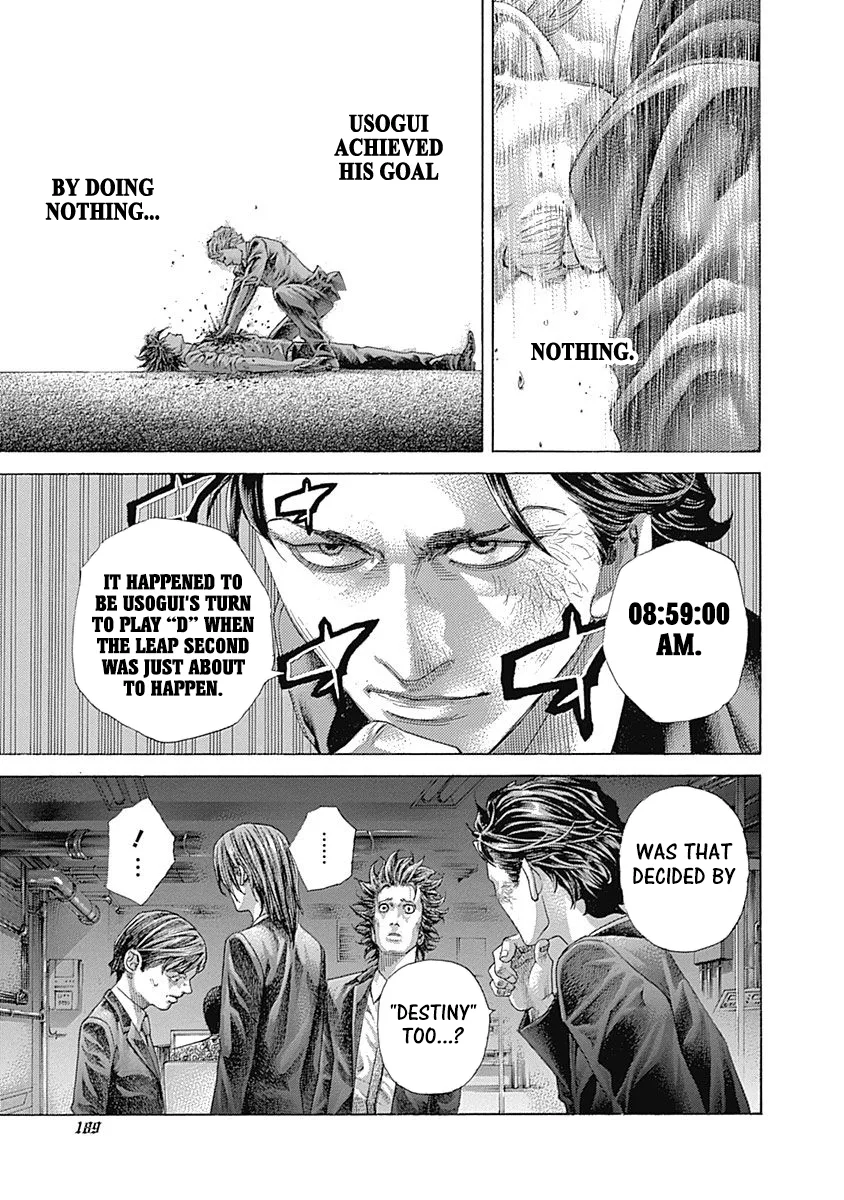 NOTHING.
USOGUI
ACHIEVED
HIS GOAL
BY DOING
NOTHING...
08:59:00
AM.
IT HAPPENED TO
BE USOGUI'S TURN
TO PLAY “D” WHEN
THE LEAP SECOND
WAS JUST ABOUT
TO HAPPEN.
WAS THAT
DECIDED BY
"DESTINY"
TOO...?
......
!...
189